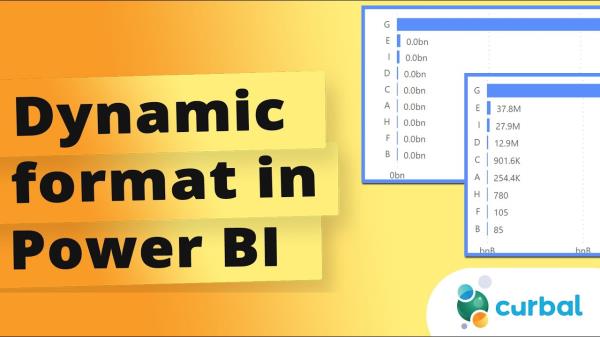 Dynamic
format in
Power BI
G
E 0.0bn
I 0.0bn
D 0.0bn
C 0.0bn
A 0.0bn
H 0.0bn
F 0.0bn
B 0.0bn
0bn
G
E 37.8M
I 27.9M
D 12.9M
C 901.6K
A 254.4K
H 780
F 105
B 85
curbal